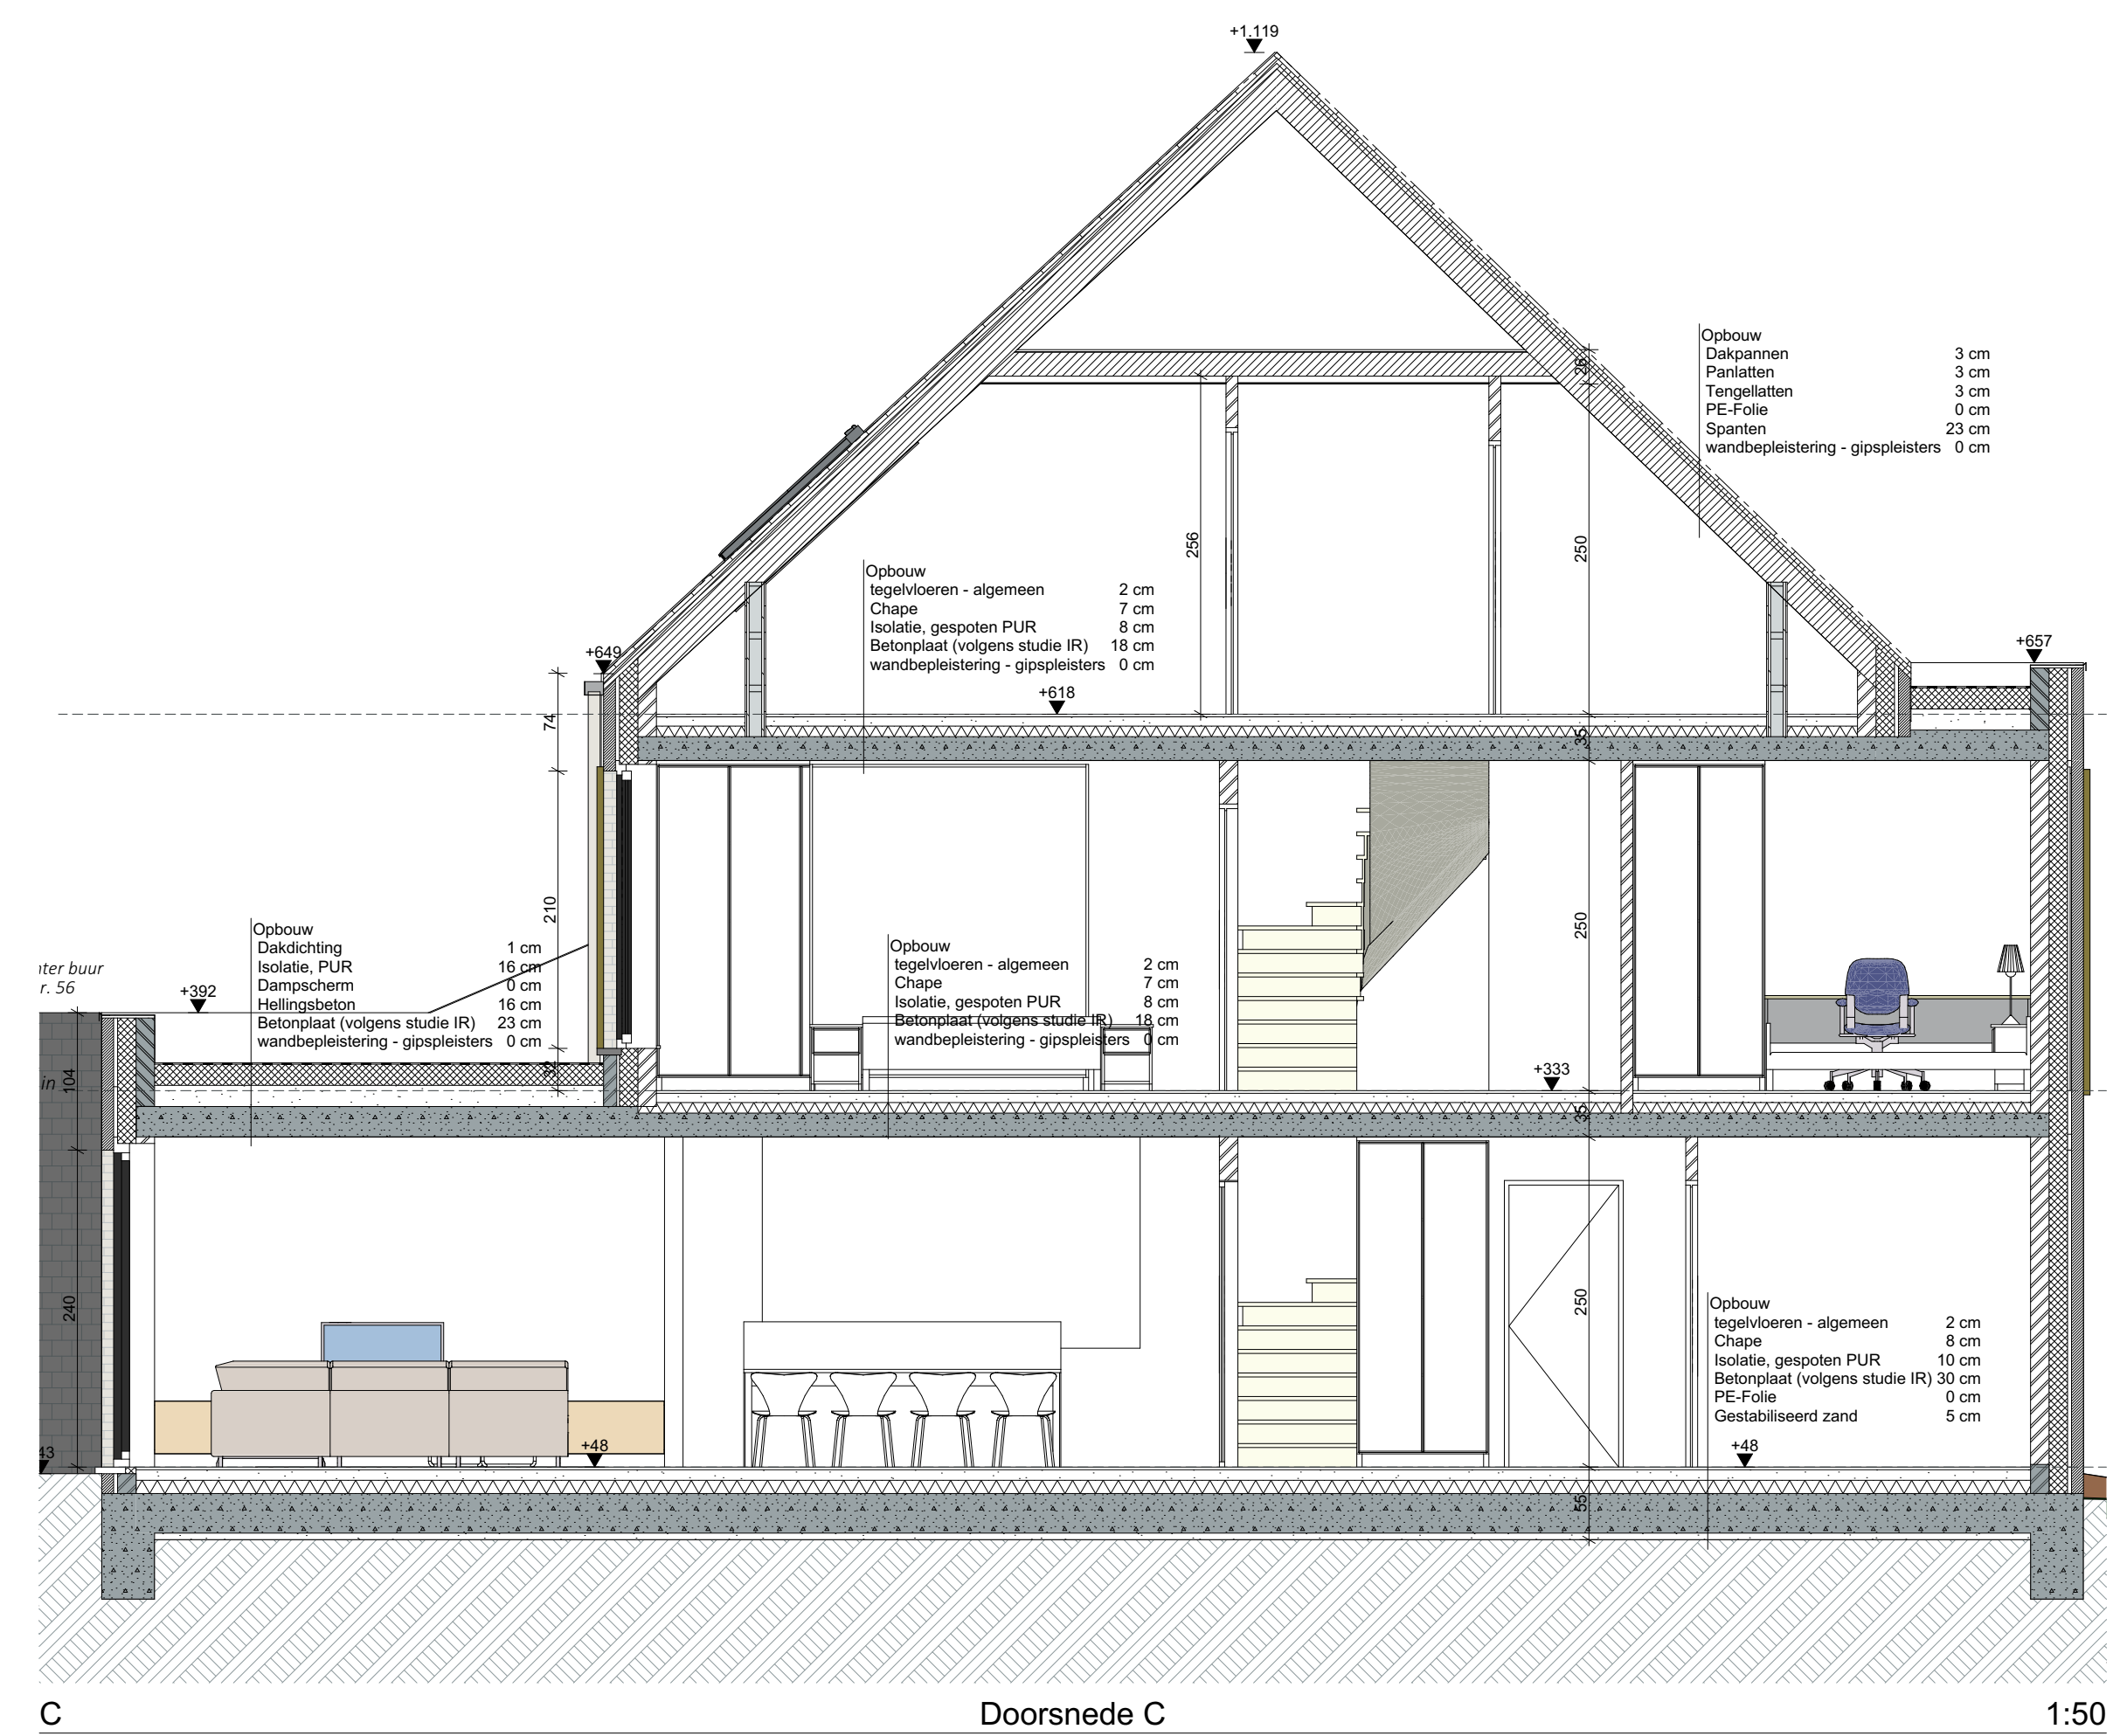 +1.119
Opbouw
Dakpannen 3 cm
Panlatten 3 cm
Tengellatten 3 cm
PE-Folie 0 cm
Spanten 23 cm
wandbepleistering - gipspleisters 0 cm
26
256
250
Opbouw
tegelvloeren - algemeen 2 cm
Chape 7 cm
Isolatie, gespoten PUR 8 cm
Betonplaat (volgens studie IR) 18 cm
wandbepleistering - gipspleisters 0 cm
+649
+657
+618
74
35
210
250
Opbouw
Dakdichting 1 cm
Isolatie, PUR 16 cm
Dampscherm 0 cm
Hellingsbeton 16 cm
Betonplaat (volgens studie IR) 23 cm
wandbepleistering - gipspleisters 0 cm
Opbouw
tegelvloeren - algemeen 2 cm
Chape 7 cm
Isolatie, gespoten PUR 8 cm
Betonplaat (volgens studie IR) 18 cm
wandbepleistering - gipspleisters 0 cm
nter buur
r. 56
+392
in
104
32
+333
35
240
250
Opbouw
tegelvloeren - algemeen 2 cm
Chape 8 cm
Isolatie, gespoten PUR 10 cm
Betonplaat (volgens studie IR) 30 cm
PE-Folie 0 cm
Gestabiliseerd zand 5 cm
43
+48
+48
55
C Doorsnede C 1:50